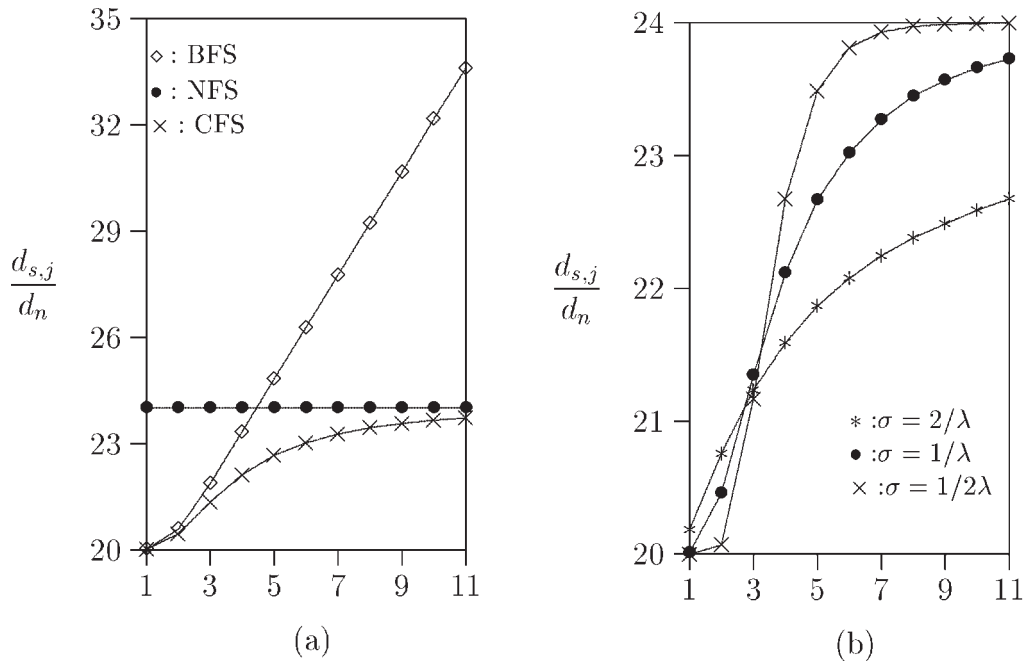 35
32
29
26
23
20
d_{s,j}
d_n
◇ : BFS
● : NFS
× : CFS
1 3 5 7 9 11
(a)
24
23
22
21
20
d_{s,j}
d_n
* :σ = 2/λ
● :σ = 1/λ
× :σ = 1/2λ
1 3 5 7 9 11
(b)